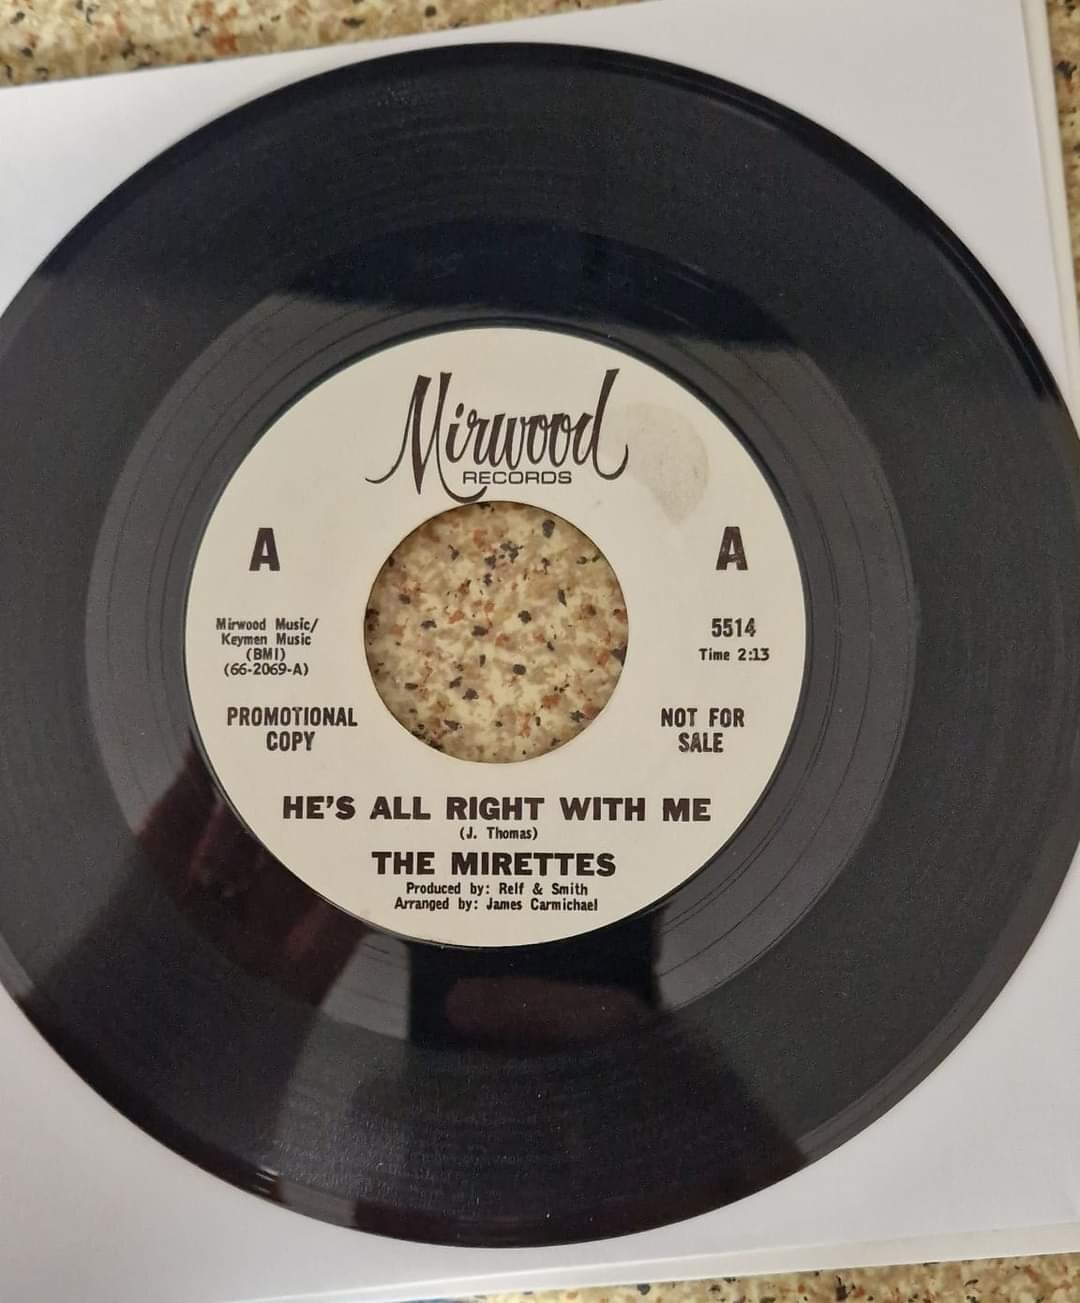 Mirwood
RECORDS
A
A
Mirwood Music/
Keymen Music
(BMI)
(66-2069-A)
5514
Time 2:13
PROMOTIONAL
COPY
NOT FOR
SALE
HE'S ALL RIGHT WITH ME
(J. Thomas)
THE MIRETTES
Produced by: Relf & Smith
Arranged by: James Carmichael